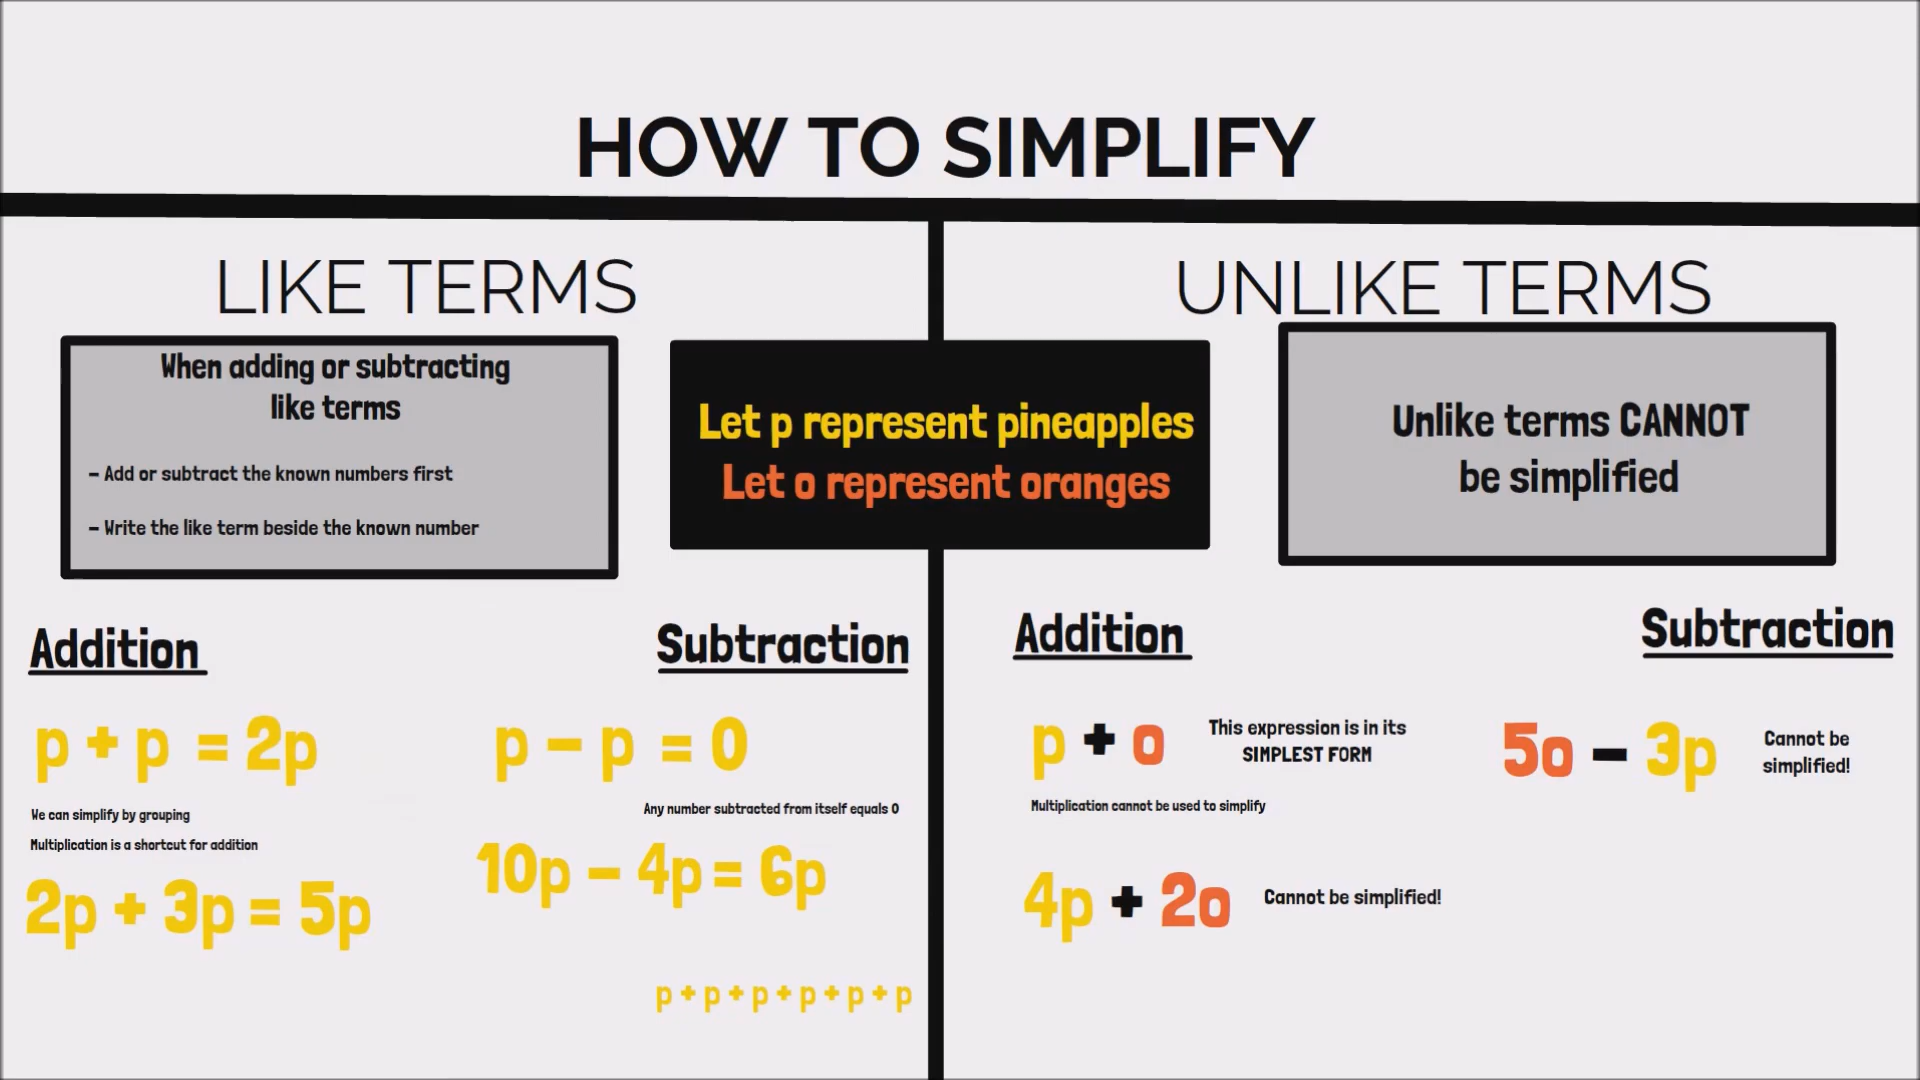 HOW TO SIMPLIFY
LIKE TERMS
When adding or subtracting
like terms
- Add or subtract the known numbers first
- Write the like term beside the known number
Let p represent pineapples
Let o represent oranges
UNLIKE TERMS
Unlike terms CANNOT
be simplified
Addition
p + p = 2p
We can simplify by grouping
Multiplication is a shortcut for addition
2p + 3p = 5p
Subtraction
p - p = 0
Any number subtracted from itself equals 0
10p - 4p = 6p
p + p + p + p + p + p
Addition
p + o
This expression is in its
SIMPLEST FORM
Multiplication cannot be used to simplify
4p + 2o
Cannot be simplified!
Subtraction
5o - 3p
Cannot be
simplified!